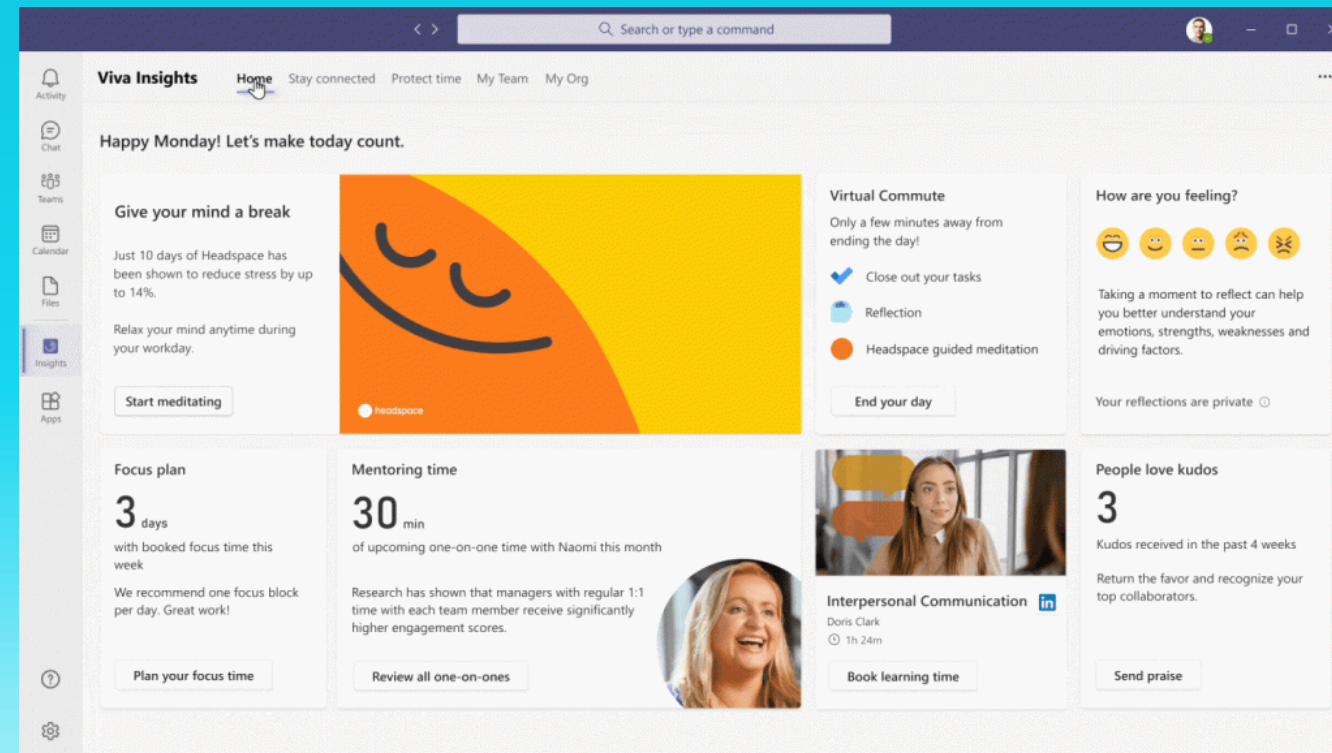 Search or type a command
Activity
Chat
Teams
Calendar
Files
Insights
Apps
Viva Insights
Home
Stay connected
Protect time
My Team
My Org
Happy Monday! Let's make today count.
Give your mind a break
Just 10 days of Headspace has
been shown to reduce stress by up
to 14%.
Relax your mind anytime during
your workday.
Start meditating
headspace
Virtual Commute
Only a few minutes away from
ending the day!
Close out your tasks
Reflection
Headspace guided meditation
End your day
How are you feeling?
Taking a moment to reflect can help
you better understand your
emotions, strengths, weaknesses and
driving factors.
Your reflections are private
Focus plan
3 days
with booked focus time this
week
We recommend one focus block
per day. Great work!
Plan your focus time
Mentoring time
30 min
of upcoming one-on-one time with Naomi this month
Research has shown that managers with regular 1:1
time with each team member receive significantly
higher engagement scores.
Review all one-on-ones
Interpersonal Communication in
Doris Clark
1h 24m
Book learning time
People love kudos
3
Kudos received in the past 4 weeks
Return the favor and recognize your
top collaborators.
Send praise